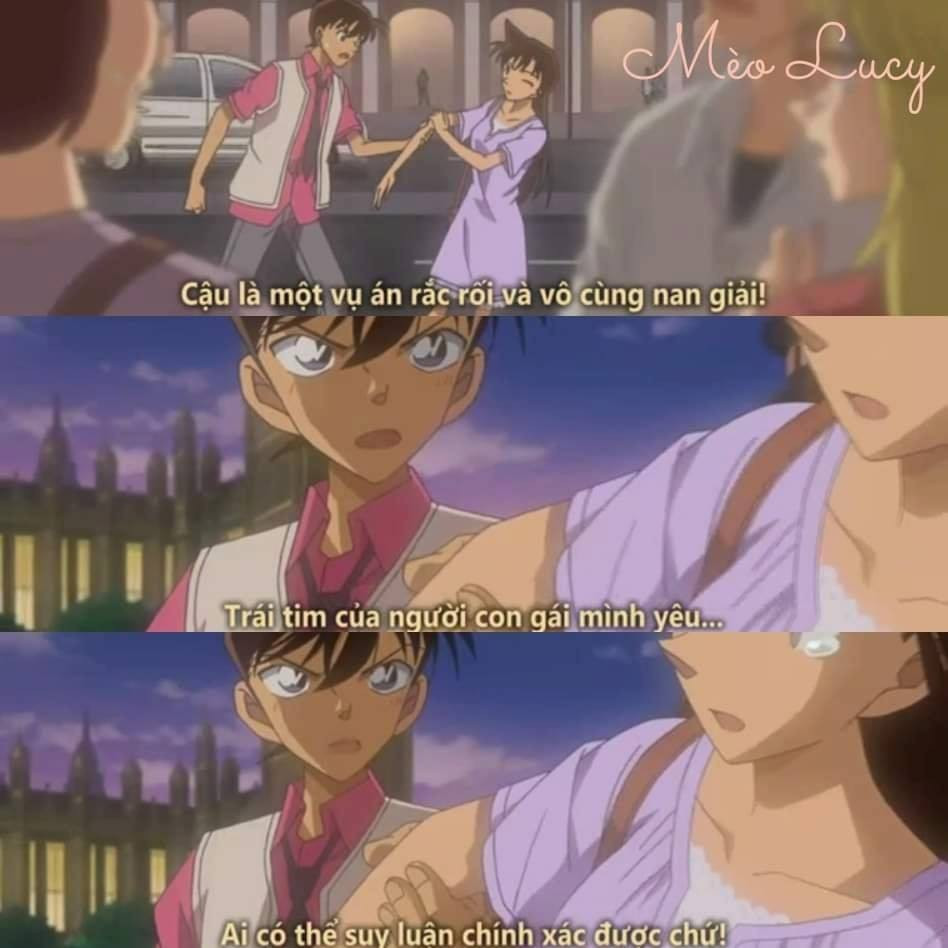 Mèo Lucy
Cậu là một vụ án rắc rối và vô cùng nan giải!
Trái tim của người con gái mình yêu...
Ai có thể suy luận chính xác được chứ!